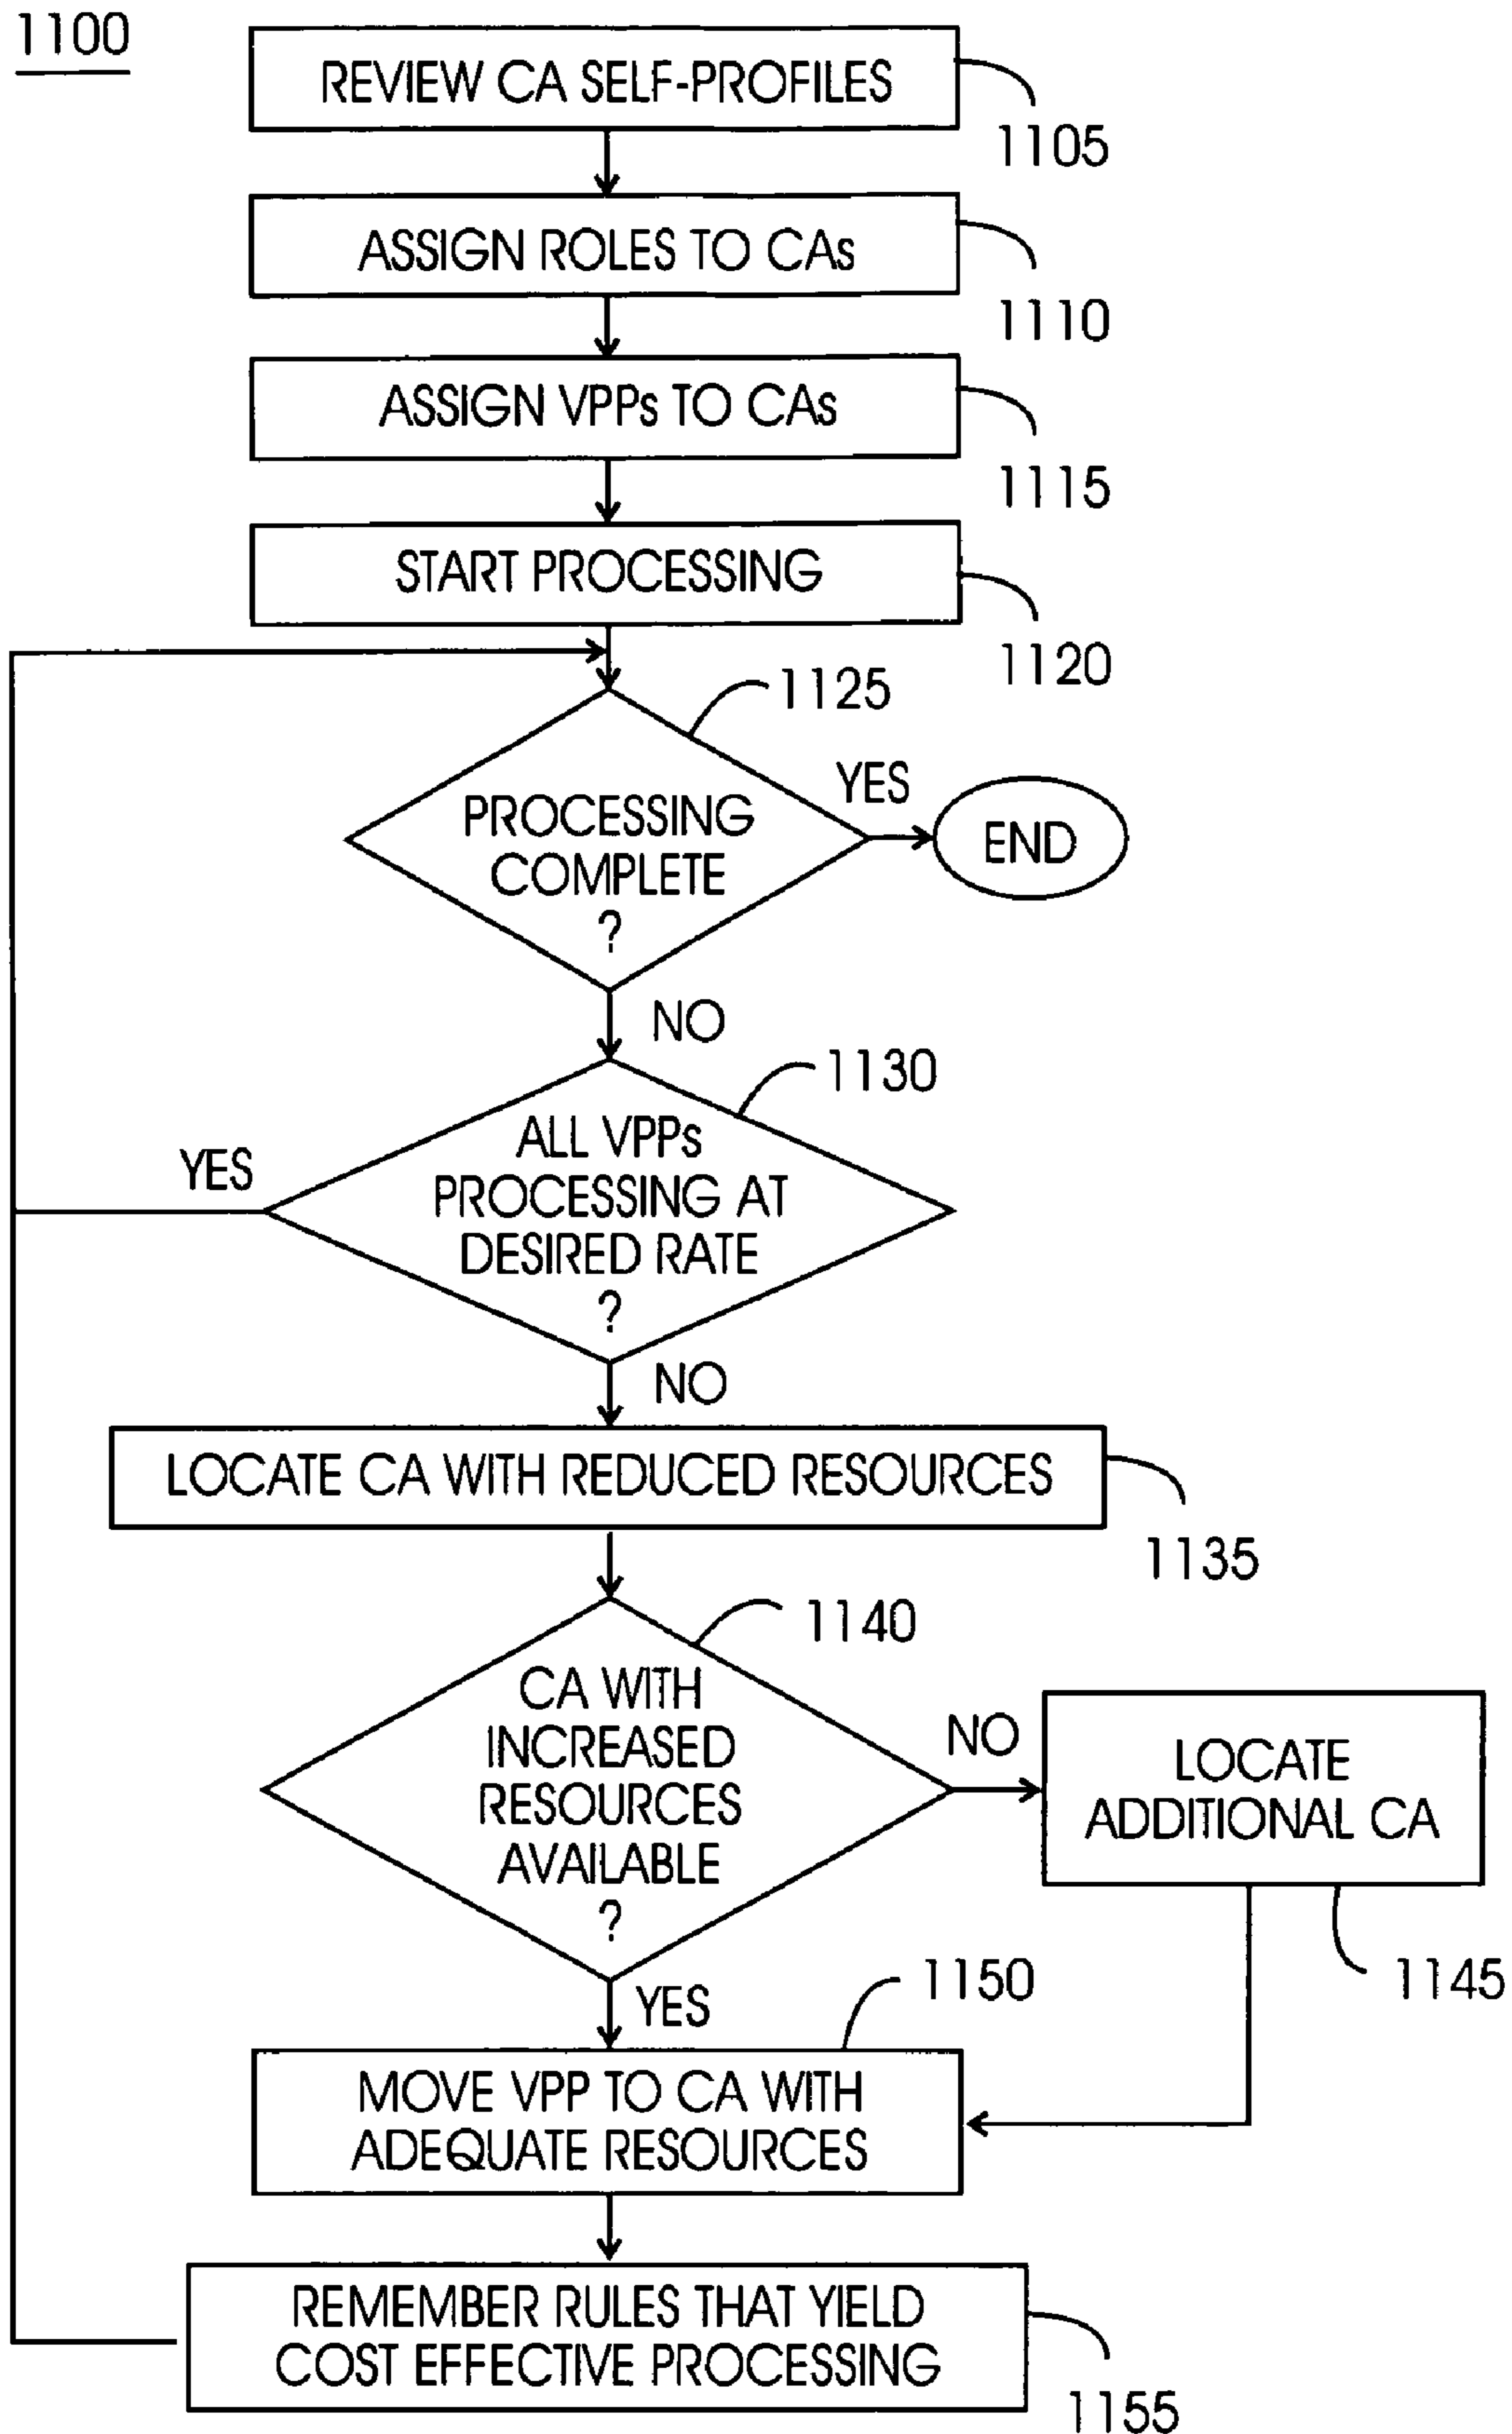 1100
REVIEW CA SELF-PROFILES
1105
ASSIGN ROLES TO CAs
1110
ASSIGN VPPs TO CAs
1115
START PROCESSING
1120
1125
PROCESSING
COMPLETE
?
YES
END
NO
1130
ALL VPPs
PROCESSING AT
DESIRED RATE
?
YES
NO
LOCATE CA WITH REDUCED RESOURCES
1135
1140
CA WITH
INCREASED
RESOURCES
AVAILABLE
?
NO
LOCATE
ADDITIONAL CA
1145
YES
1150
MOVE VPP TO CA WITH
ADEQUATE RESOURCES
REMEMBER RULES THAT YIELD
COST EFFECTIVE PROCESSING
1155